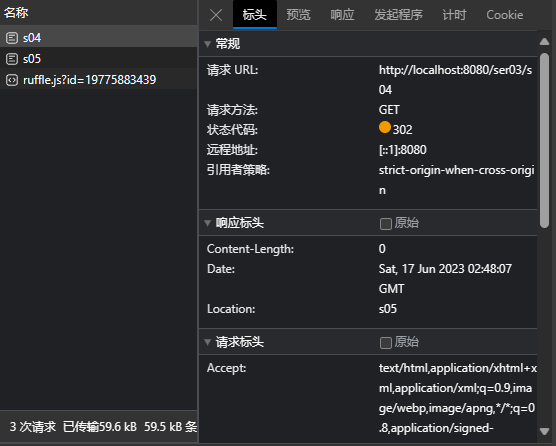 名称
s04
s05
ruffle.js?id=19775883439
3 次请求 已传输59.6 kB 59.5 kB 条
标头 预览 响应 发起程序 计时 Cookie
常规
请求 URL: http://localhost:8080/ser03/s
04
请求方法: GET
状态代码: 302
远程地址: [::1]:8080
引用者策略: strict-origin-when-cross-origi
n
响应标头 原始
Content-Length: 0
Date: Sat, 17 Jun 2023 02:48:07
GMT
Location: s05
请求标头 原始
Accept: text/html,application/xhtml+x
ml,application/xml;q=0.9,ima
ge/webp,image/apng,*/*;q=0
.8,application/signed-